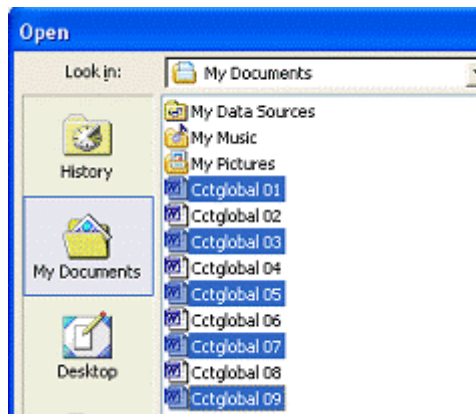 Open
Look in:
My Documents
My Data Sources
My Music
My Pictures
Cctglobal 01
Cctglobal 02
Cctglobal 03
Cctglobal 04
Cctglobal 05
Cctglobal 06
Cctglobal 07
Cctglobal 08
Cctglobal 09
History
My Documents
Desktop